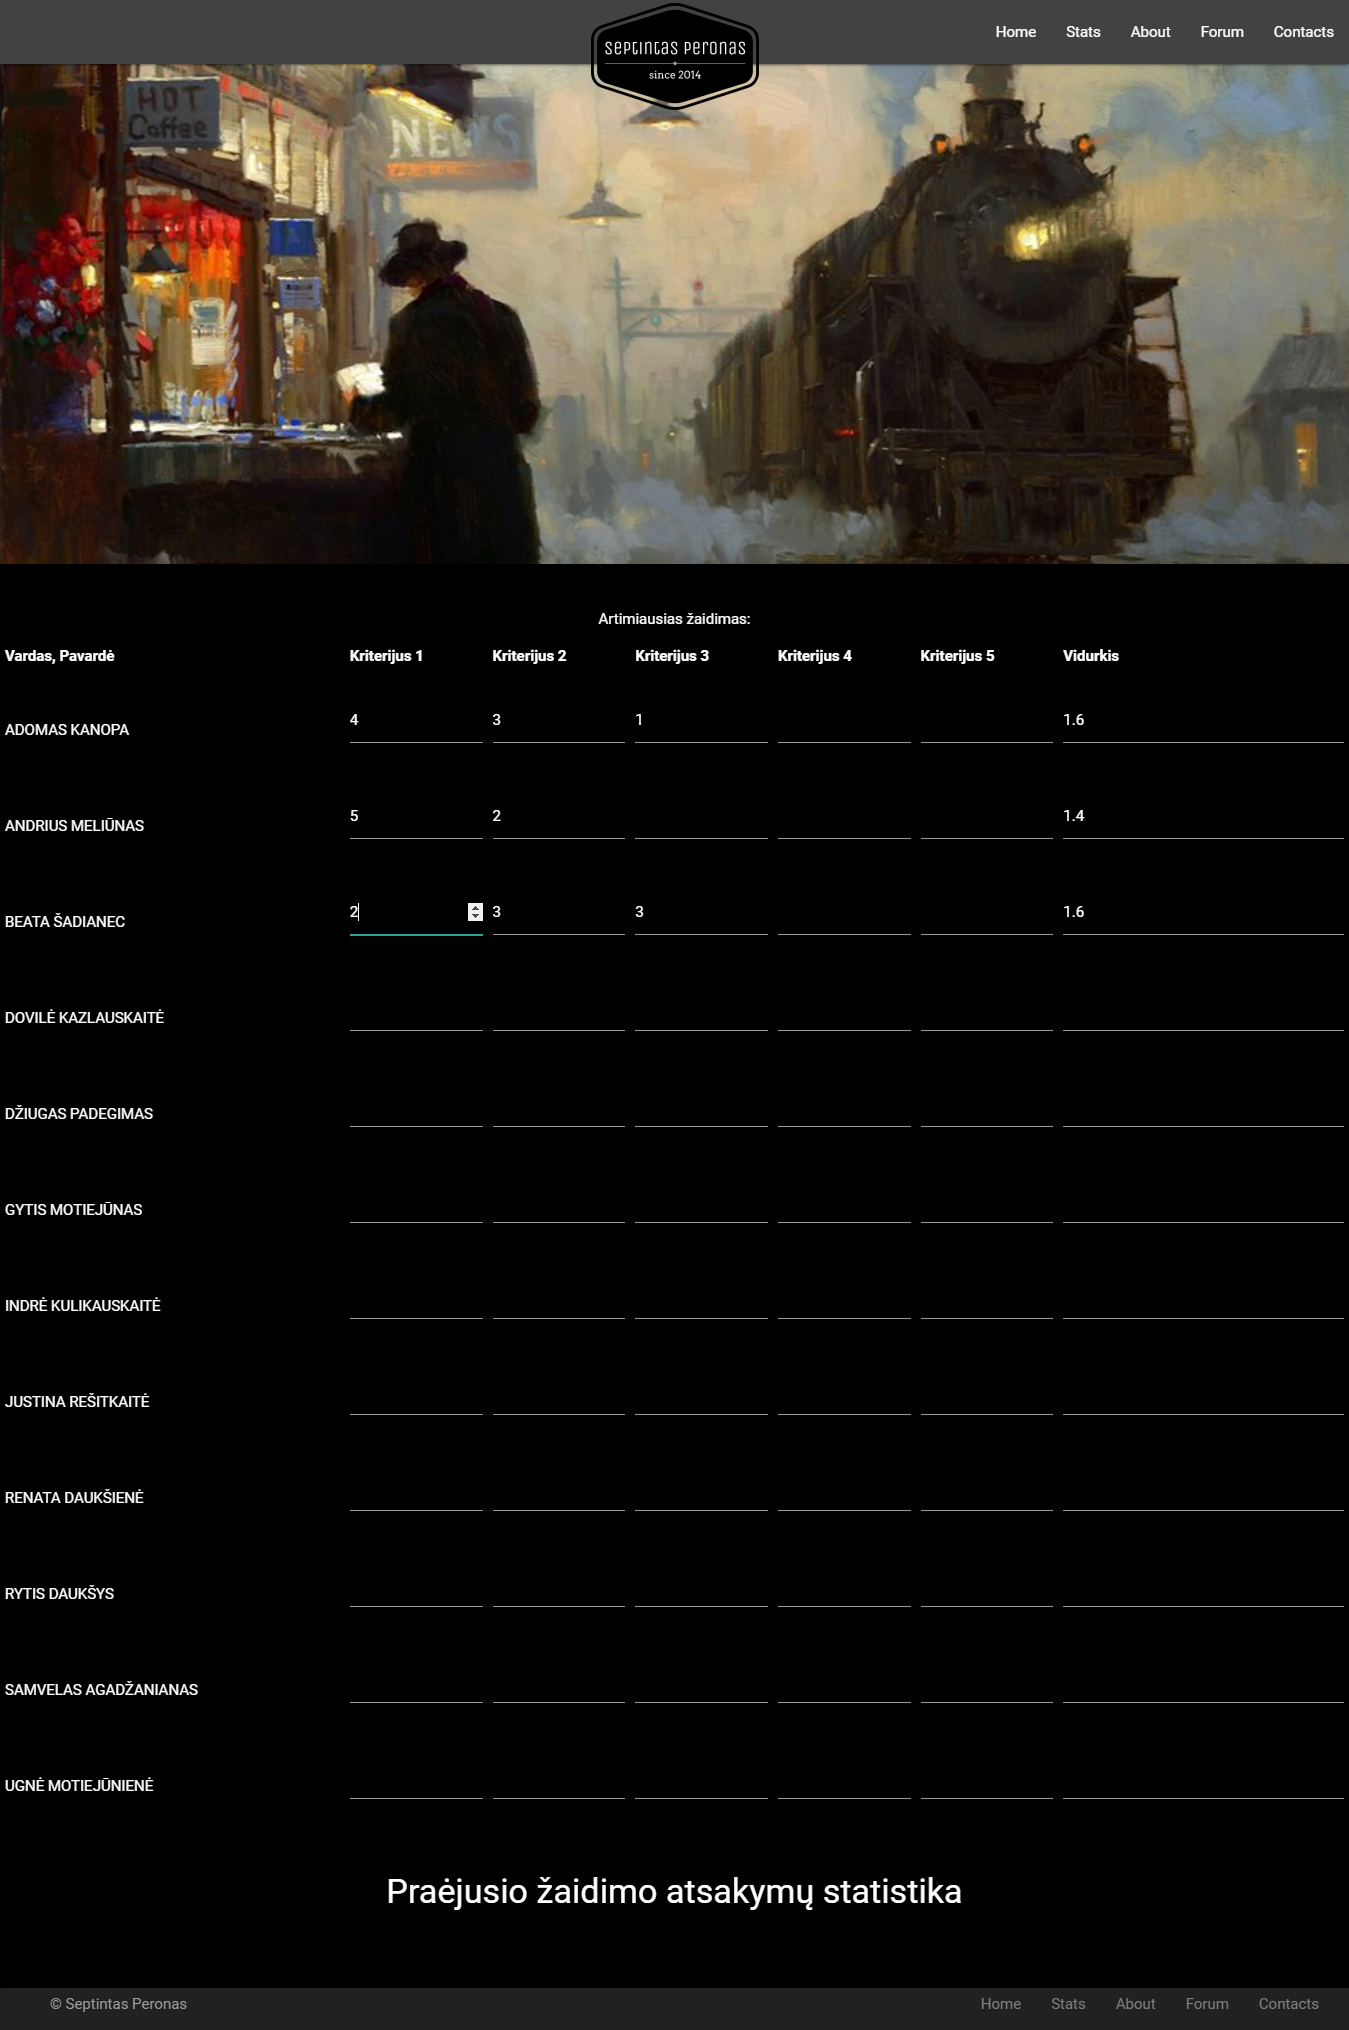 Home Stats About Forum Contacts
septintas peronas
since 2014
HOT
Coffee
NEWS
Artimiausias žaidimas:
Vardas, Pavardė Kriterijus 1 Kriterijus 2 Kriterijus 3 Kriterijus 4 Kriterijus 5 Vidurkis
ADOMAS KANOPA 4 3 1 1.6
ANDRIUS MELIŪNAS 5 2 1.4
BEATA ŠADIANEC 2 3 3 1.6
DOVILĖ KAZLAUSKAITĖ
DŽIUGAS PADEGIMAS
GYTIS MOTIEJŪNAS
INDRĖ KULIKAUSKAITĖ
JUSTINA REŠITKAITĖ
RENATA DAUKŠIENĖ
RYTIS DAUKŠYS
SAMVELAS AGADŽANIANAS
UGNĖ MOTIEJŪNIENĖ
Praėjusio žaidimo atsakymų statistika
© Septintas Peronas Home Stats About Forum Contacts